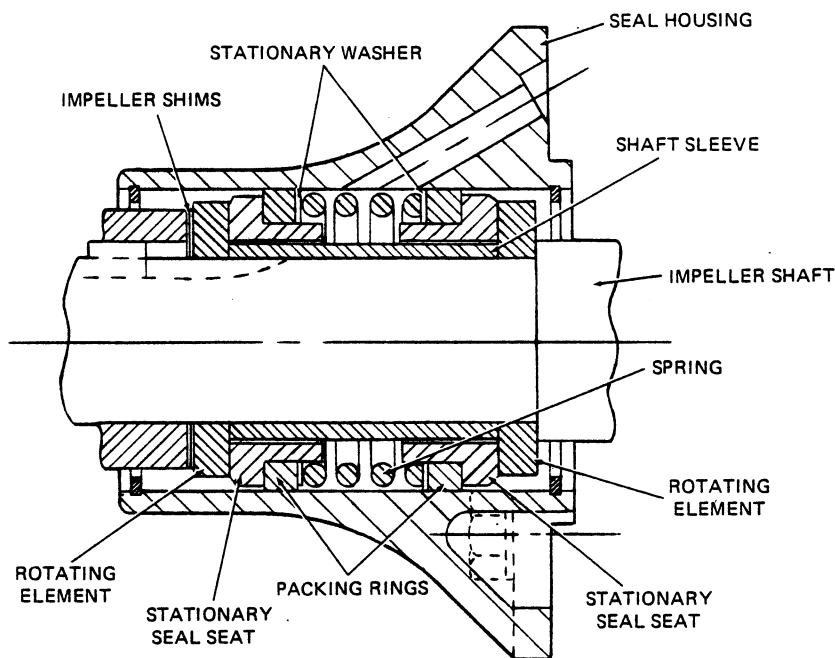 SEAL HOUSING
STATIONARY WASHER
IMPELLER SHIMS
SHAFT SLEEVE
IMPELLER SHAFT
SPRING
ROTATING
ELEMENT
ROTATING
ELEMENT
PACKING RINGS
STATIONARY
SEAL SEAT
STATIONARY
SEAL SEAT